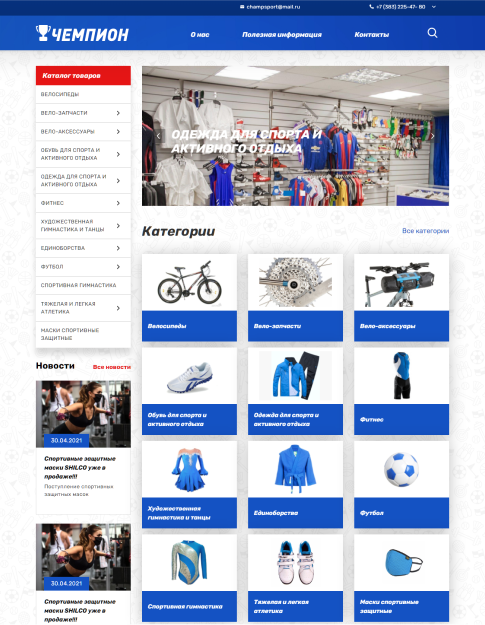 champsport@mail.ru
+7 (383) 225-47-80
ЧЕМПИОН
О нас
Полезная информация
Контакты
Каталог товаров
ВЕЛОСИПЕДЫ
ВЕЛО-ЗАПЧАСТИ
ВЕЛО-АКСЕССУАРЫ
ОБУВЬ ДЛЯ СПОРТА И
АКТИВНОГО ОТДЫХА
ОДЕЖДА ДЛЯ СПОРТА И
АКТИВНОГО ОТДЫХА
ФИТНЕС
ХУДОЖЕСТВЕННАЯ
ГИМНАСТИКА И ТАНЦЫ
ЕДИНОБОРСТВА
ФУТБОЛ
СПОРТИВНАЯ ГИМНАСТИКА
ТЯЖЕЛАЯ И ЛЕГКАЯ
АТЛЕТИКА
МАСКИ СПОРТИВНЫЕ
ЗАЩИТНЫЕ
Новости
Все новости
30.04.2021
Спортивные защитные
маски SHILCO уже в
продаже!!!
Поступление спортивных
защитных масок
30.04.2021
Спортивные защитные
маски SHILCO уже в
ОДЕЖДА ДЛЯ СПОРТА И
АКТИВНОГО ОТДЫХА
Категории
Все категории
Велосипеды
Вело-запчасти
Вело-аксессуары
Обувь для спорта и
активного отдыха
Одежда для спорта и
активного отдыха
Фитнес
Художественная
гимнастика и танцы
Единоборства
Футбол
Спортивная гимнастика
Тяжелая и легкая
атлетика
Маски спортивные
защитные